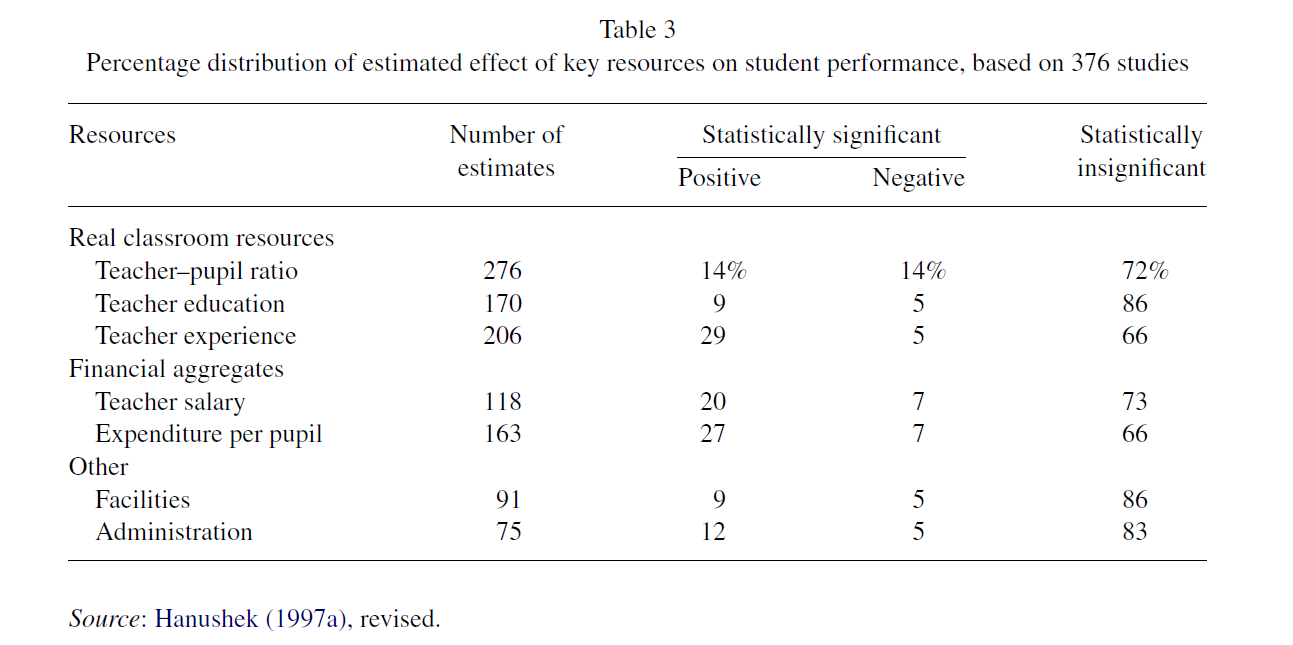 Table 3
Percentage distribution of estimated effect of key resources on student performance, based on 376 studies
Resources Number of estimates Statistically significant Statistically insignificant
Positive Negative
Real classroom resources
Teacher–pupil ratio 276 14% 14% 72%
Teacher education 170 9 5 86
Teacher experience 206 29 5 66
Financial aggregates
Teacher salary 118 20 7 73
Expenditure per pupil 163 27 7 66
Other
Facilities 91 9 5 86
Administration 75 12 5 83
Source: Hanushek (1997a), revised.